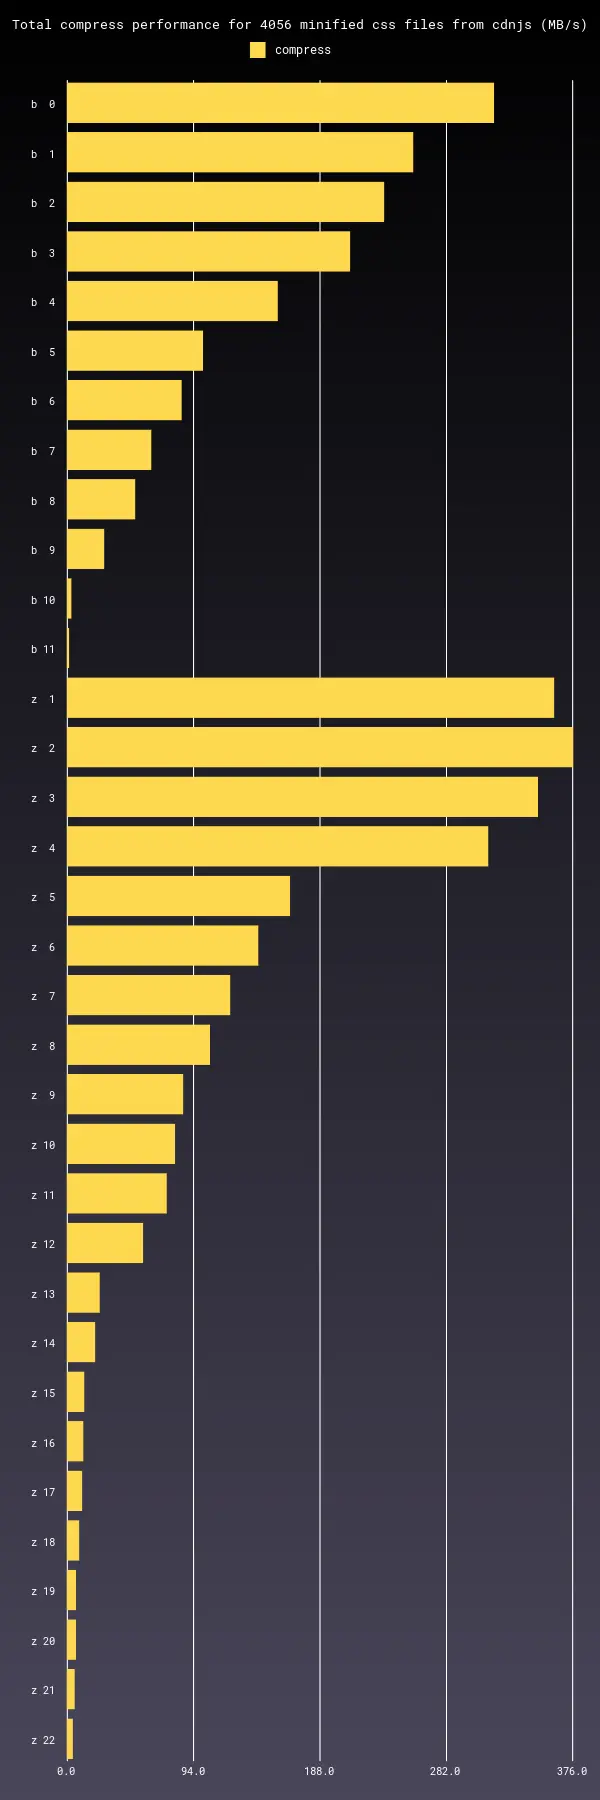 Total compress performance for 4056 minified css files from cdnjs (MB/s)
compress
b 0
b 1
b 2
b 3
b 4
b 5
b 6
b 7
b 8
b 9
b 10
b 11
z 1
z 2
z 3
z 4
z 5
z 6
z 7
z 8
z 9
z 10
z 11
z 12
z 13
z 14
z 15
z 16
z 17
z 18
z 19
z 20
z 21
z 22
0.0 94.0 188.0 282.0 376.0